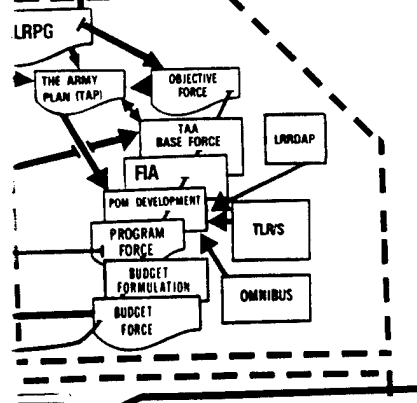 LRPG
THE ARMY
PLAN (TAP)
OBJECTIVE
FORCE
TAA
BASE FORCE
LRRDAP
FIA
POM DEVELOPMENT
PROGRAM
FORCE
TLR/S
BUDGET
FORMULATION
OMNIBUS
BUDGET
FORCE